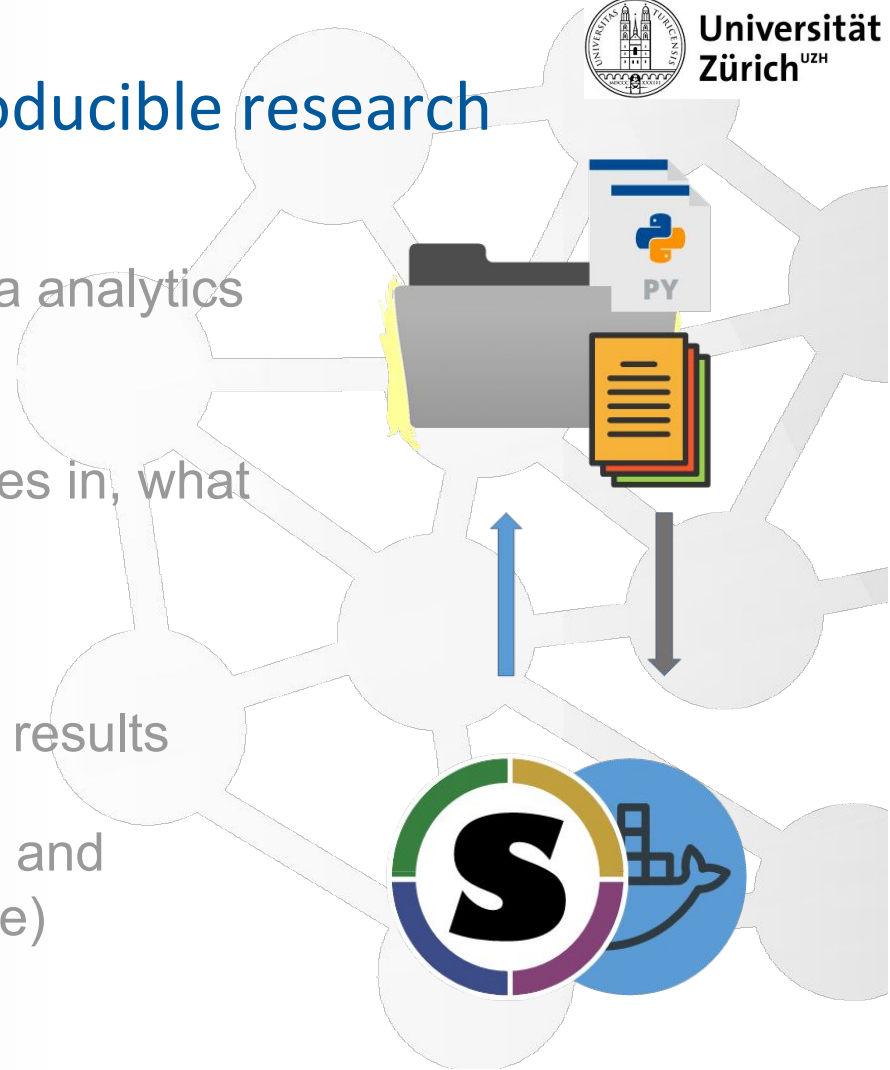 Universität
Zürich UZH
oducible research
a analytics
PY
es in, what
results
and
e)
S